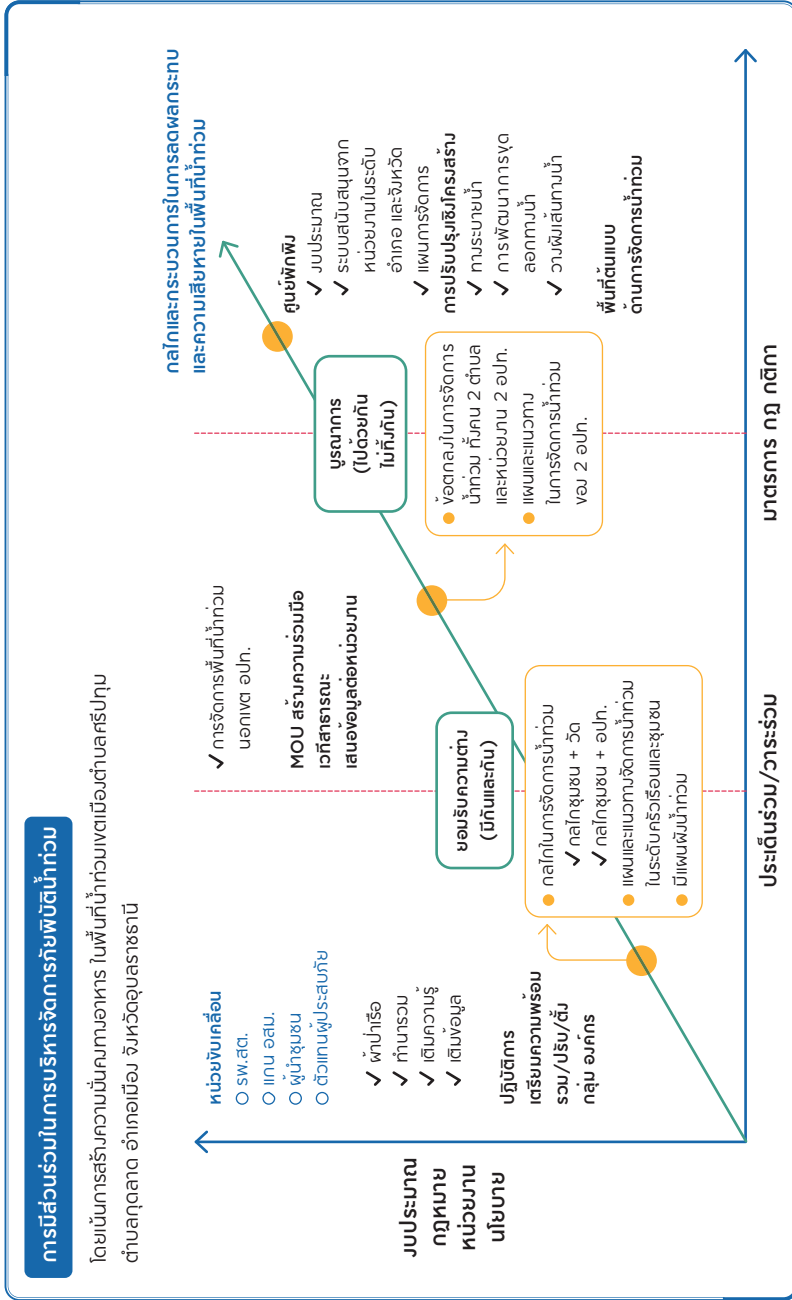 การมีส่วนร่วมในการบริหารจัดการภัยพิบัติน้ำท่วม
โดยเน้นการสร้างความมั่นคงทางอาหาร ในพื้นที่น้ำท่วมเขตเมืองตำบลศรีปทุม
ตำบลกุดลาด อำเภอเมือง จังหวัดอุบลราชธานี
กลไกและกระบวนการในการลดผลกระทบ
และความเสียหายในพื้นที่น้ำท่วม
งบประมาณ
กฎหมาย
หน่วยงาน
นโยบาย
หน่วยขับเคลื่อน
รพ.สต.
แกน อสม.
ผู้นำชุมชน
ตัวแทนผู้ประสบภัย
✓ ผ้าป่าเรือ
✓ ทำนารวม
✓ เติมความรู้
✓ เติมข้อมูล
ปฏิบัติการ
เตรียมความพร้อม
รวม/ปรับ/ตั้ง
กลุ่ม องค์กร
✓ การจัดการพื้นที่น้ำท่วม
นอกเขต อปท.
MOU สร้างความร่วมมือ
เวทีสาธารณะ
เสนอข้อมูลต่อหน่วยงาน
ยอมรับความต่าง
(มีกันและกัน)
● กลไกในการจัดการน้ำท่วม
✓ กลไกชุมชน + วัด
✓ กลไกชุมชน + อปท.
● แผนและแนวทางจัดการน้ำท่วม
ในระดับครัวเรือนและชุมชน
● มีแผนผังน้ำท่วม
บูรณาการ
(ไปด้วยกัน
ไม่ทิ้งกัน)
● ข้อตกลงในการจัดการ
น้ำท่วม ทั้งคน 2 ตำบล
และหน่วยงาน 2 อปท.
● แผนและแนวทาง
ในการจัดการน้ำท่วม
ของ 2 อปท.
ศูนย์พักพิง
✓ งบประมาณ
✓ ระบบสนับสนุนจาก
หน่วยงานในระดับ
อำเภอ และจังหวัด
✓ แผนการจัดการ
การปรับปรุงเชิงโครงสร้าง
✓ ทางระบายน้ำ
✓ การพัฒนาการขุด
ลอกทางน้ำ
✓ วางผังเส้นทางน้ำ
พื้นที่ต้นแบบ
ด้านการจัดการน้ำท่วม
ประเด็นร่วม/วาระร่วม
มาตรการ กฎ กติกา